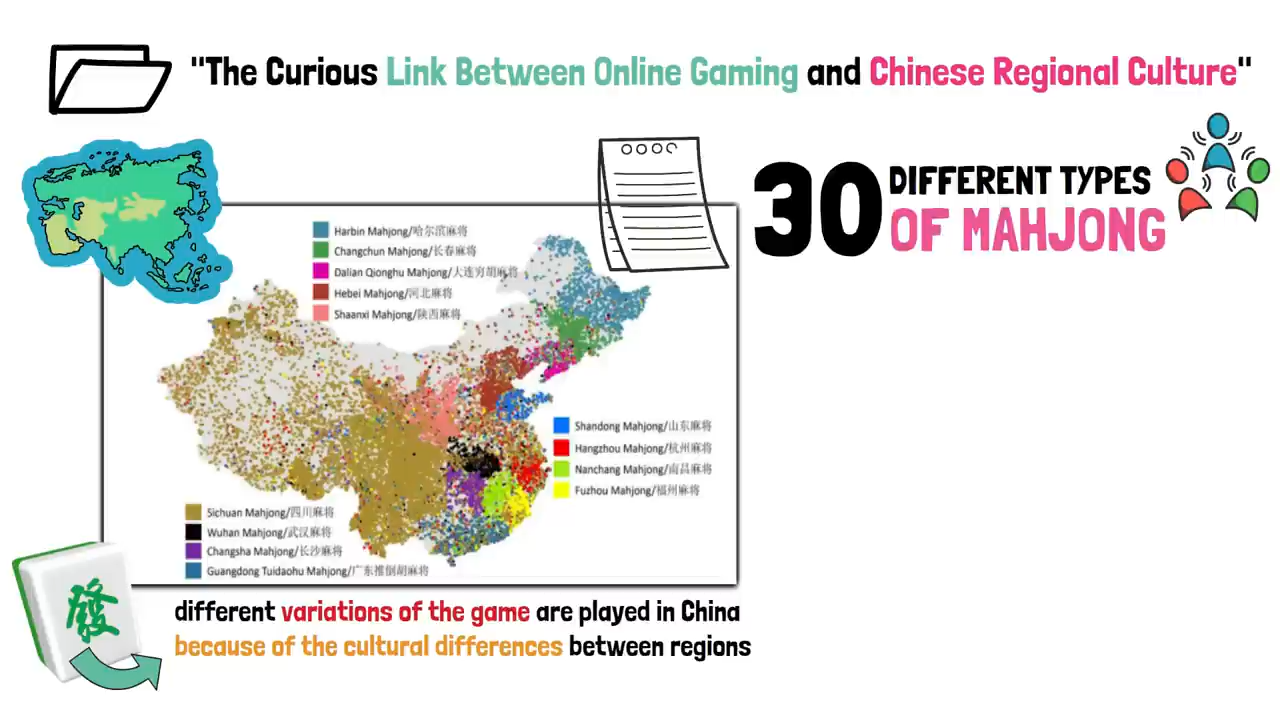 "The Curious Link Between Online Gaming and Chinese Regional Culture"
30 DIFFERENT TYPES
OF MAHJONG
Harbin Mahjong/哈尔滨麻将
Changchun Mahjong/长春麻将
Dalian Qionghu Mahjong/大连穷胡麻将
Hebei Mahjong/河北麻将
Shaanxi Mahjong/陕西麻将
Shandong Mahjong/山东麻将
Hangzhou Mahjong/杭州麻将
Nanchang Mahjong/南昌麻将
Fuzhou Mahjong/福州麻将
Sichuan Mahjong/四川麻将
Wuhan Mahjong/武汉麻将
Changsha Mahjong/长沙麻将
Guangdong Tuidaohu Mahjong/广东推倒胡麻将
發
different variations of the game are played in China
because of the cultural differences between regions